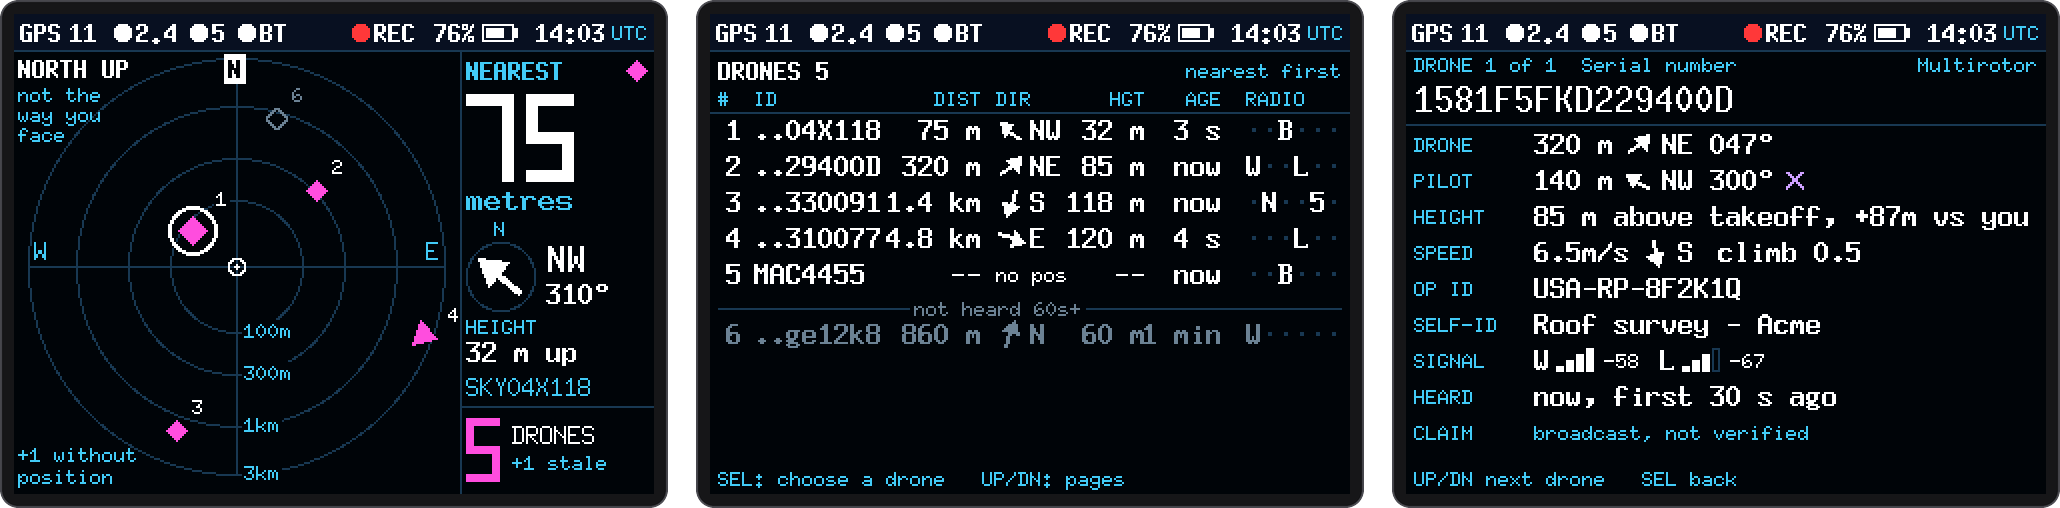 GPS 11 2.4 5 BT REC 76% 14:03 UTC
NORTH UP
not the
way you
face
N
6
2
1
W
E
4
100m
300m
3
1km
3km
+1 without
position
NEAREST
75
metres
N
NW
310°
HEIGHT
32 m up
SKY04X118
5 DRONES
+1 stale
GPS 11 2.4 5 BT REC 76% 14:03 UTC
DRONES 5 nearest first
# ID DIST DIR HGT AGE RADIO
1 ..04X118 75 m NW 32 m 3 s ··B···
2 ..29400D 320 m NE 85 m now W··L··
3 ..3300911.4 km S 118 m now ·N··5·
4 ..3100774.8 km E 120 m 4 s ···L··
5 MAC4455 -- no pos -- now ··B···
not heard 60s+
6 ..ge12k8 860 m N 60 m1 min W·····
SEL: choose a drone UP/DN: pages
GPS 11 2.4 5 BT REC 76% 14:03 UTC
DRONE 1 of 1 Serial number Multirotor
1581F5FKD229400D
DRONE 320 m NE 047°
PILOT 140 m NW 300°
HEIGHT 85 m above takeoff, +87m vs you
SPEED 6.5m/s S climb 0.5
OP ID USA-RP-8F2K1Q
SELF-ID Roof survey - Acme
SIGNAL W -58 L -67
HEARD now, first 30 s ago
CLAIM broadcast, not verified
UP/DN next drone SEL back